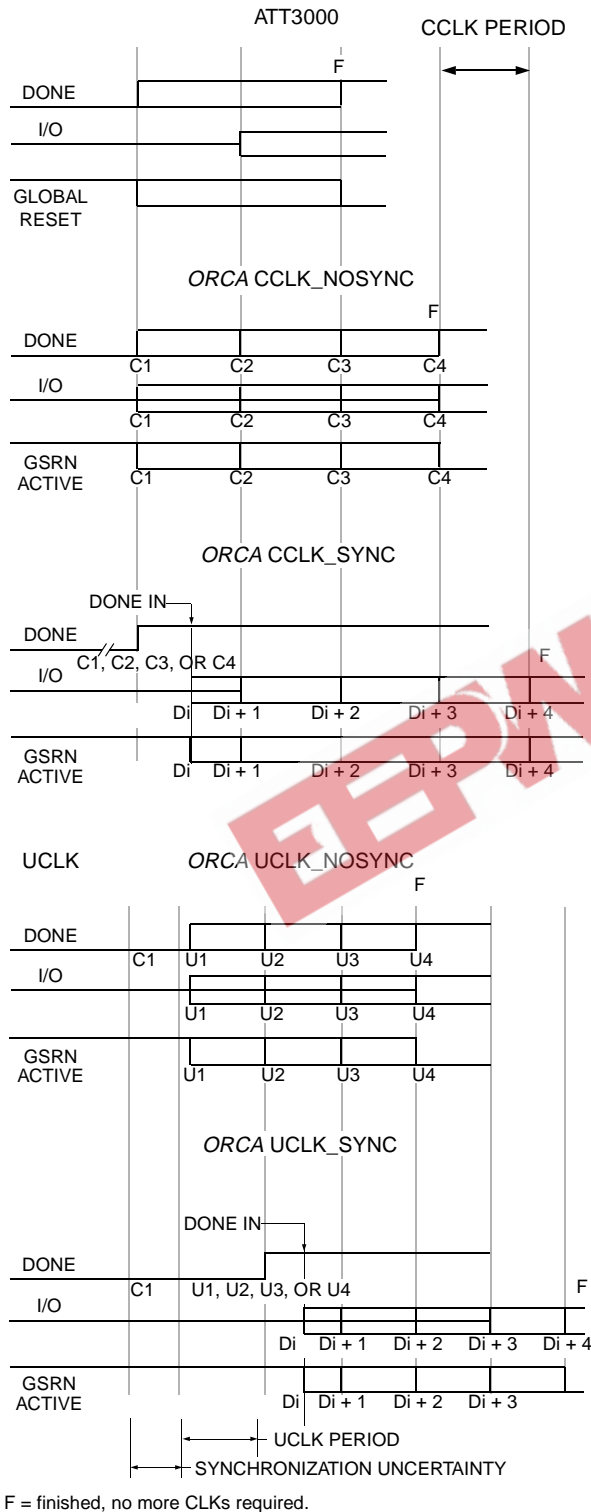 ATT3000
CCLK PERIOD
F
DONE
I/O
GLOBAL
RESET
ORCA CCLK_NOSYNC
F
DONE
C1 C2 C3 C4
I/O
GSRN
ACTIVE
C1 C2 C3 C4
ORCA CCLK_SYNC
DONE IN
DONE
C1, C2, C3, OR C4
F
I/O
Di Di + 1 Di + 2 Di + 3 Di + 4
GSRN
ACTIVE
Di Di + 1 Di + 2 Di + 3 Di + 4
UCLK ORCA UCLK_NOSYNC
F
DONE
C1 U1 U2 U3 U4
I/O
U1 U2 U3 U4
GSRN
ACTIVE
U1 U2 U3 U4
ORCA UCLK_SYNC
DONE IN
DONE
C1 U1, U2, U3, OR U4
F
I/O
Di Di + 1 Di + 2 Di + 3 Di + 4
GSRN
ACTIVE
Di Di + 1 Di + 2 Di + 3
UCLK PERIOD
SYNCHRONIZATION UNCERTAINTY
F = finished, no more CLKs required.